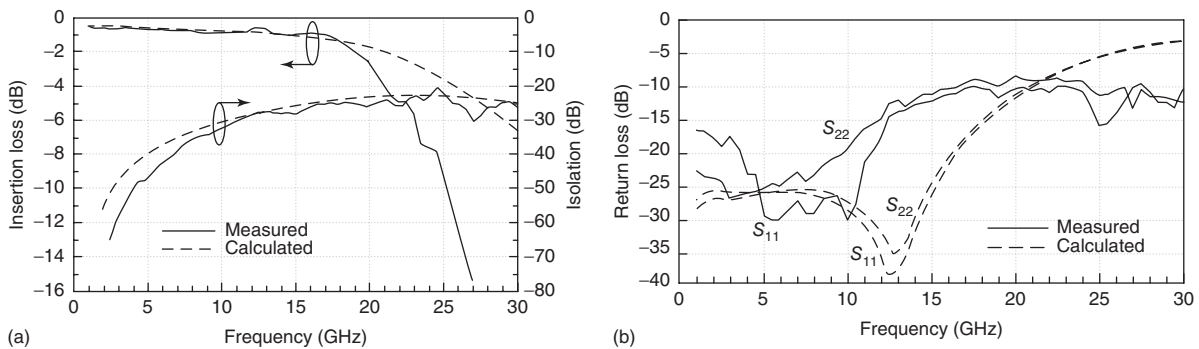 0
−2
−4
−6
−8
−10
−12
−14
−16
Insertion loss (dB)
0
−10
−20
−30
−40
−50
−60
−70
−80
Isolation (dB)
Measured
Calculated
0 5 10 15 20 25 30
Frequency (GHz)
(a)
0
−5
−10
−15
−20
−25
−30
−35
−40
Return loss (dB)
S22
S11
S11
S22
Measured
Calculated
0 5 10 15 20 25 30
Frequency (GHz)
(b)